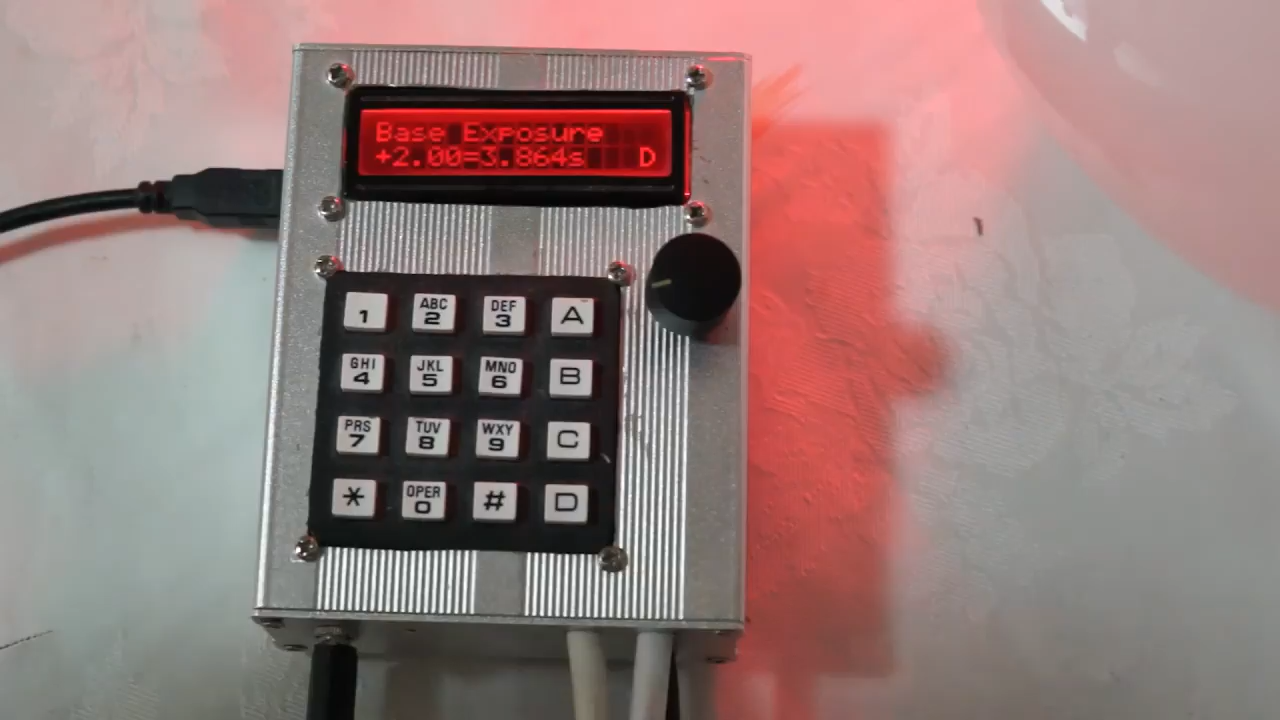 Base Exposure
+2.00=3.864s D
1 ABC 2 DEF 3 A
GHI 4 JKL 5 MNO 6 B
PRS 7 TUV 8 WXY 9 C
* OPER 0 # D